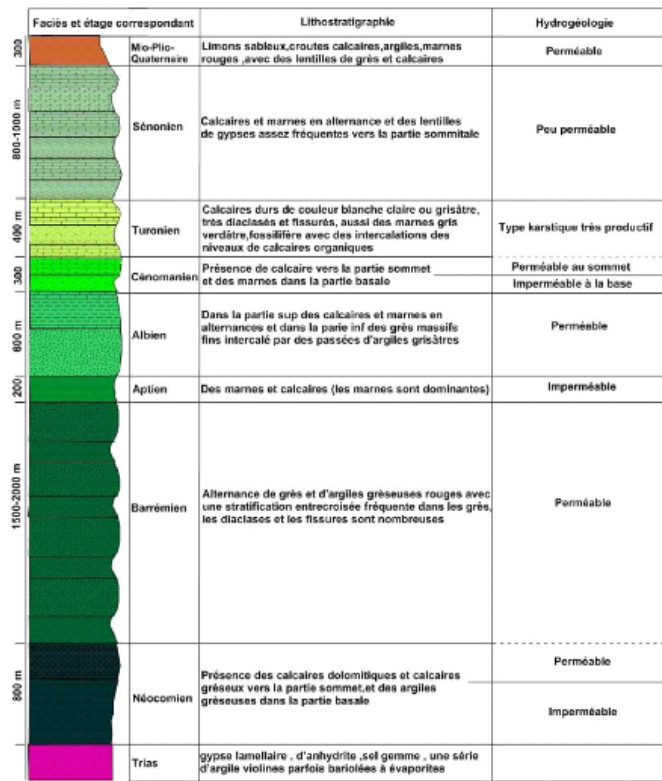 Faciès et étage correspondant
Lithostratigraphie
Hydrogéologie
300
Mio-Plic-
Quaternaire
Limons sableux,croutes calcaires,argiles,marnes
rouges ,avec des lentilles de grès et calcaires
Perméable
800-1000 m
Sénonien
Calcaires et marnes en alternance et des lentilles
de gypses assez fréquentes vers la partie sommitale
Peu perméable
400 m
Turonien
Calcaires durs de couleur blanche claire ou grisâtre,
très diaclasés et fissurés, aussi des marnes gris
verdâtre,fossilifère avec des intercalations des
niveaux de calcaires organiques
Type karstique très productif
300
Cénomanien
Présence de calcaire vers la partie sommet
et des marnes dans la partie basale
Perméable au sommet
Imperméable à la base
600 m
Albien
Dans la partie sup des calcaires et marnes en
alternances et dans la parie inf des grès massifs
fins intercalé par des passées d'argiles grisâtres
Perméable
200
Aptien
Des marnes et calcaires (les marnes sont dominantes)
Imperméable
1500-2000 m
Barrémien
Alternance de grès et d'argiles grèseuses rouges avec
une stratification entrecroisée fréquente dans les grès,
les diaclases et les fissures sont nombreuses
Perméable
800 m
Néocomien
Présence des calcaires dolomitiques et calcaires
grèseux vers la partie sommet,et des argiles
grèseuses dans la partie basale
Perméable
Imperméable
Trias
gypse lamellaire , d'anhydrite ,sel gemme , une série
d'argile violines parfois bariolées à évaporites